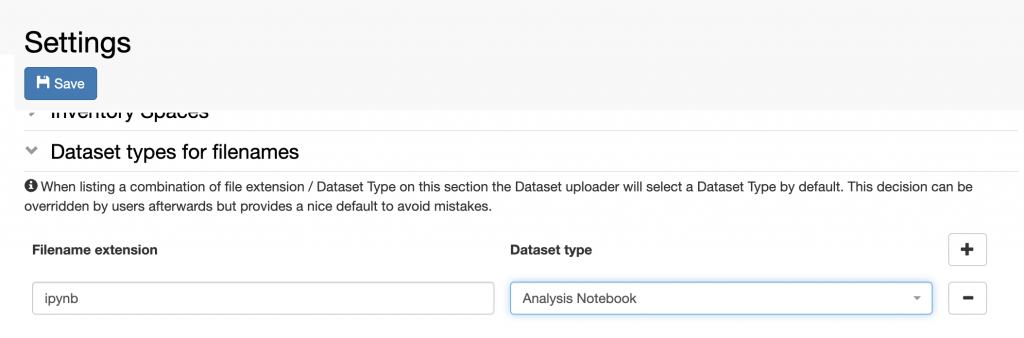 Settings
Save
Inventory Spaces
Dataset types for filenames
When listing a combination of file extension / Dataset Type on this section the Dataset uploader will select a Dataset Type by default. This decision can be
overridden by users afterwards but provides a nice default to avoid mistakes.
Filename extension Dataset type
ipynb Analysis Notebook